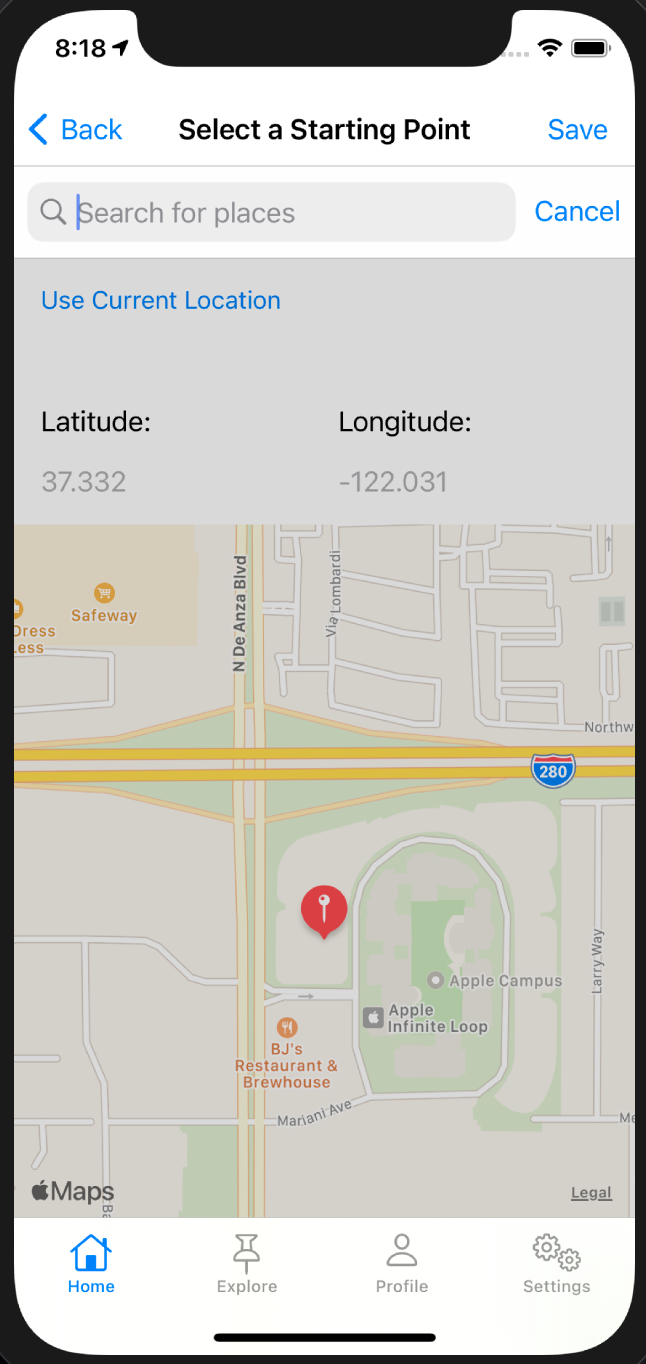 8:18
Back
Select a Starting Point
Save
Search for places
Cancel
Use Current Location
Latitude:
Longitude:
37.332
-122.031
N De Anza Blvd
Via Lombardi
Safeway
Dress
Less
Northw
280
Larry Way
Apple Campus
Apple
Infinite Loop
BJ's
Restaurant &
Brewhouse
Mariani Ave
Me
Maps
Legal
Home
Explore
Profile
Settings